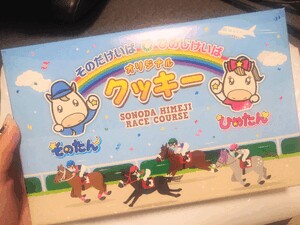 そのだけいば ひめじけいば
オリジナル
クッキー
SONODA HIMEJI
RACE COURSE
そのたん
ひめたん